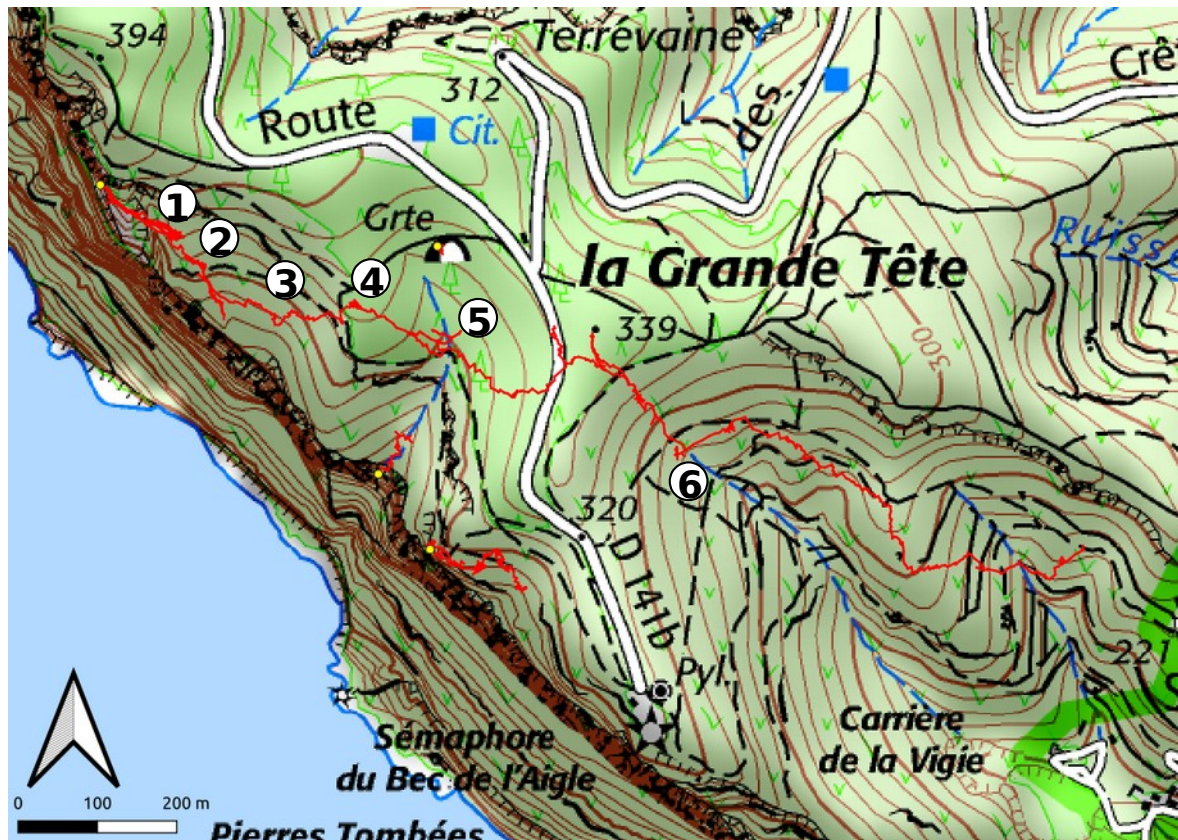 394
Terrévaine
Crê
312
Route
Cit.
des
1
2
Grte
3
4
la Grande Tête
Ruisse
5
339
300
6
320
D 141b
221
Pyl.
S
Sémaphore
du Bec de l'Aigle
Carrière
de la Vigie
0 100 200 m
Pierres Tombées